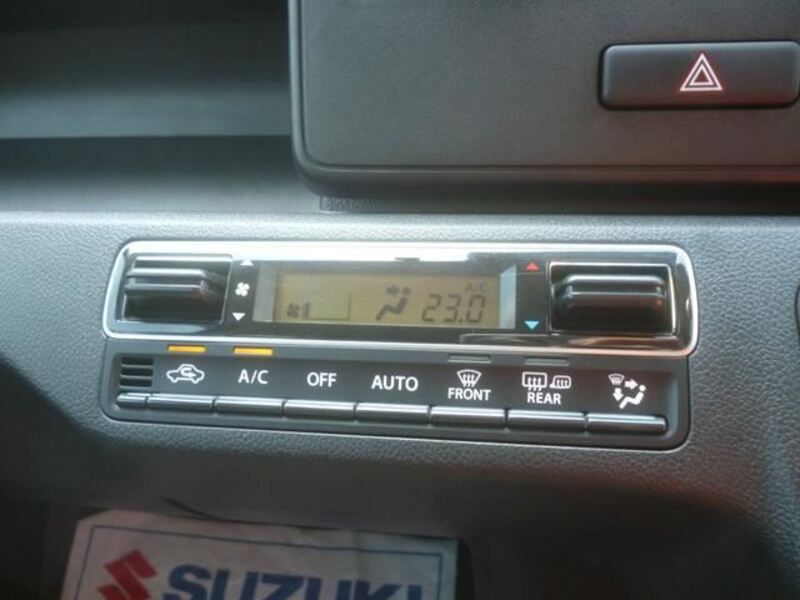 A/C
23.0
A/C OFF AUTO FRONT REAR
SUZUKI